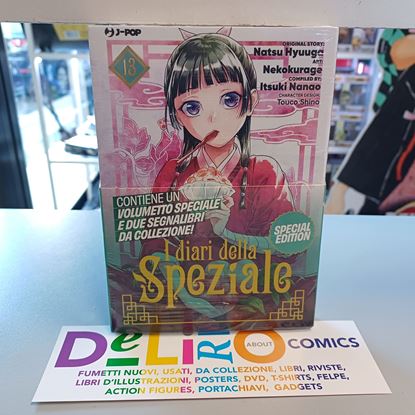 J-POP
ORIGINAL STORY:
Natsu Hyuuga
ART:
Nekokurage
COMPILED BY:
Itsuki Nanao
CHARACTER DESIGN:
Touco Shino
13
CONTIENE UN
VOLUMETTO SPECIALE
E DUE SEGNALIBRI
DA COLLEZIONE!
SPECIAL
EDITION
I diari della
Speziale
DeLiRiO ABOUT COMICS
FUMETTI NUOVI, USATI, DA COLLEZIONE, LIBRI, RIVISTE,
LIBRI D'ILLUSTRAZIONI, POSTERS, DVD, T-SHIRTS, FELPE,
ACTION FIGURES, PORTACHIAVI, GADGETS